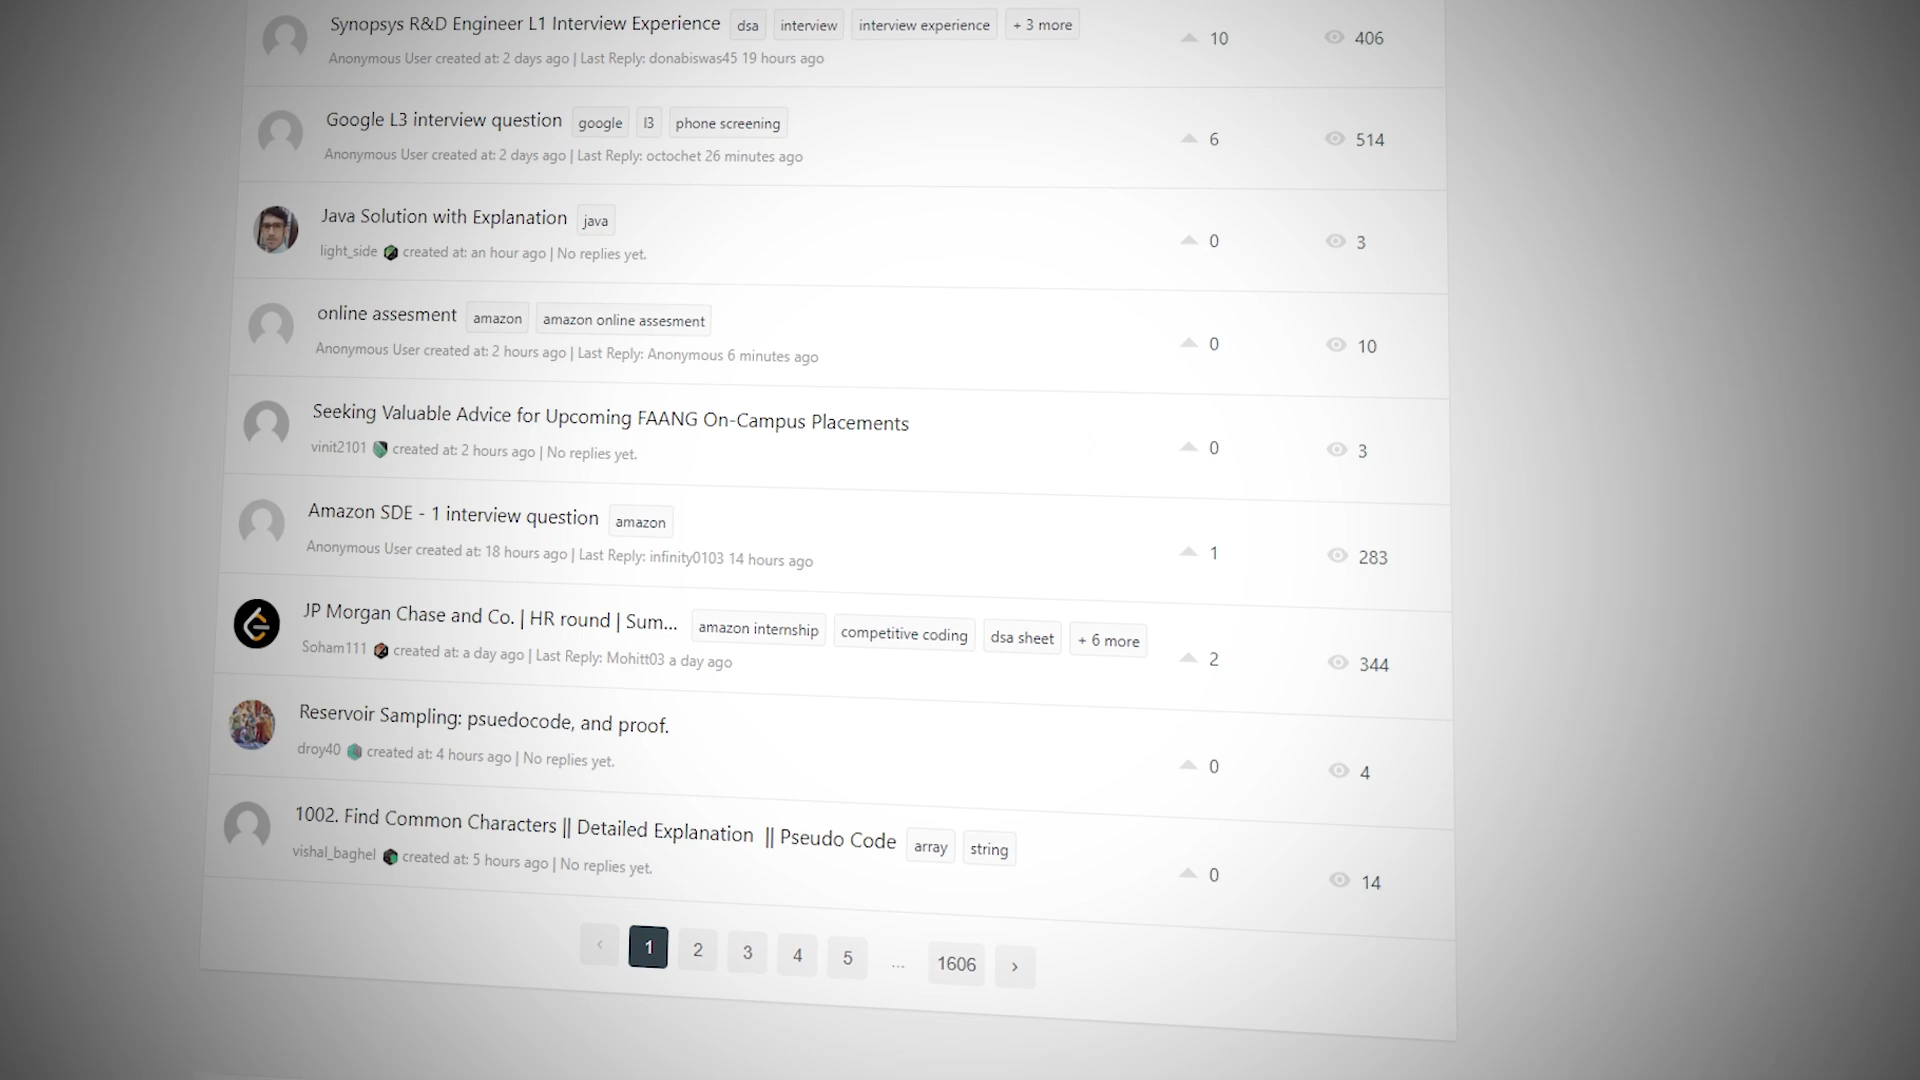 Synopsys R&D Engineer L1 Interview Experience dsa interview interview experience + 3 more 10 406
Anonymous User created at: 2 days ago | Last Reply: donabiswas45 19 hours ago
Google L3 interview question google l3 phone screening 6 514
Anonymous User created at: 2 days ago | Last Reply: octochet 26 minutes ago
Java Solution with Explanation java 0 3
light_side created at: an hour ago | No replies yet.
online assesment amazon amazon online assesment 0 10
Anonymous User created at: 2 hours ago | Last Reply: Anonymous 6 minutes ago
Seeking Valuable Advice for Upcoming FAANG On-Campus Placements 0 3
vinit2101 created at: 2 hours ago | No replies yet.
Amazon SDE - 1 interview question amazon 1 283
Anonymous User created at: 18 hours ago | Last Reply: infinity0103 14 hours ago
JP Morgan Chase and Co. | HR round | Sum... amazon internship competitive coding dsa sheet + 6 more 2 344
Soham111 created at: a day ago | Last Reply: Mohitt03 a day ago
Reservoir Sampling: psuedocode, and proof. 0 4
droy40 created at: 4 hours ago | No replies yet.
1002. Find Common Characters || Detailed Explanation || Pseudo Code array string 0 14
vishal_baghel created at: 5 hours ago | No replies yet.
‹ 1 2 3 4 5 ... 1606 ›